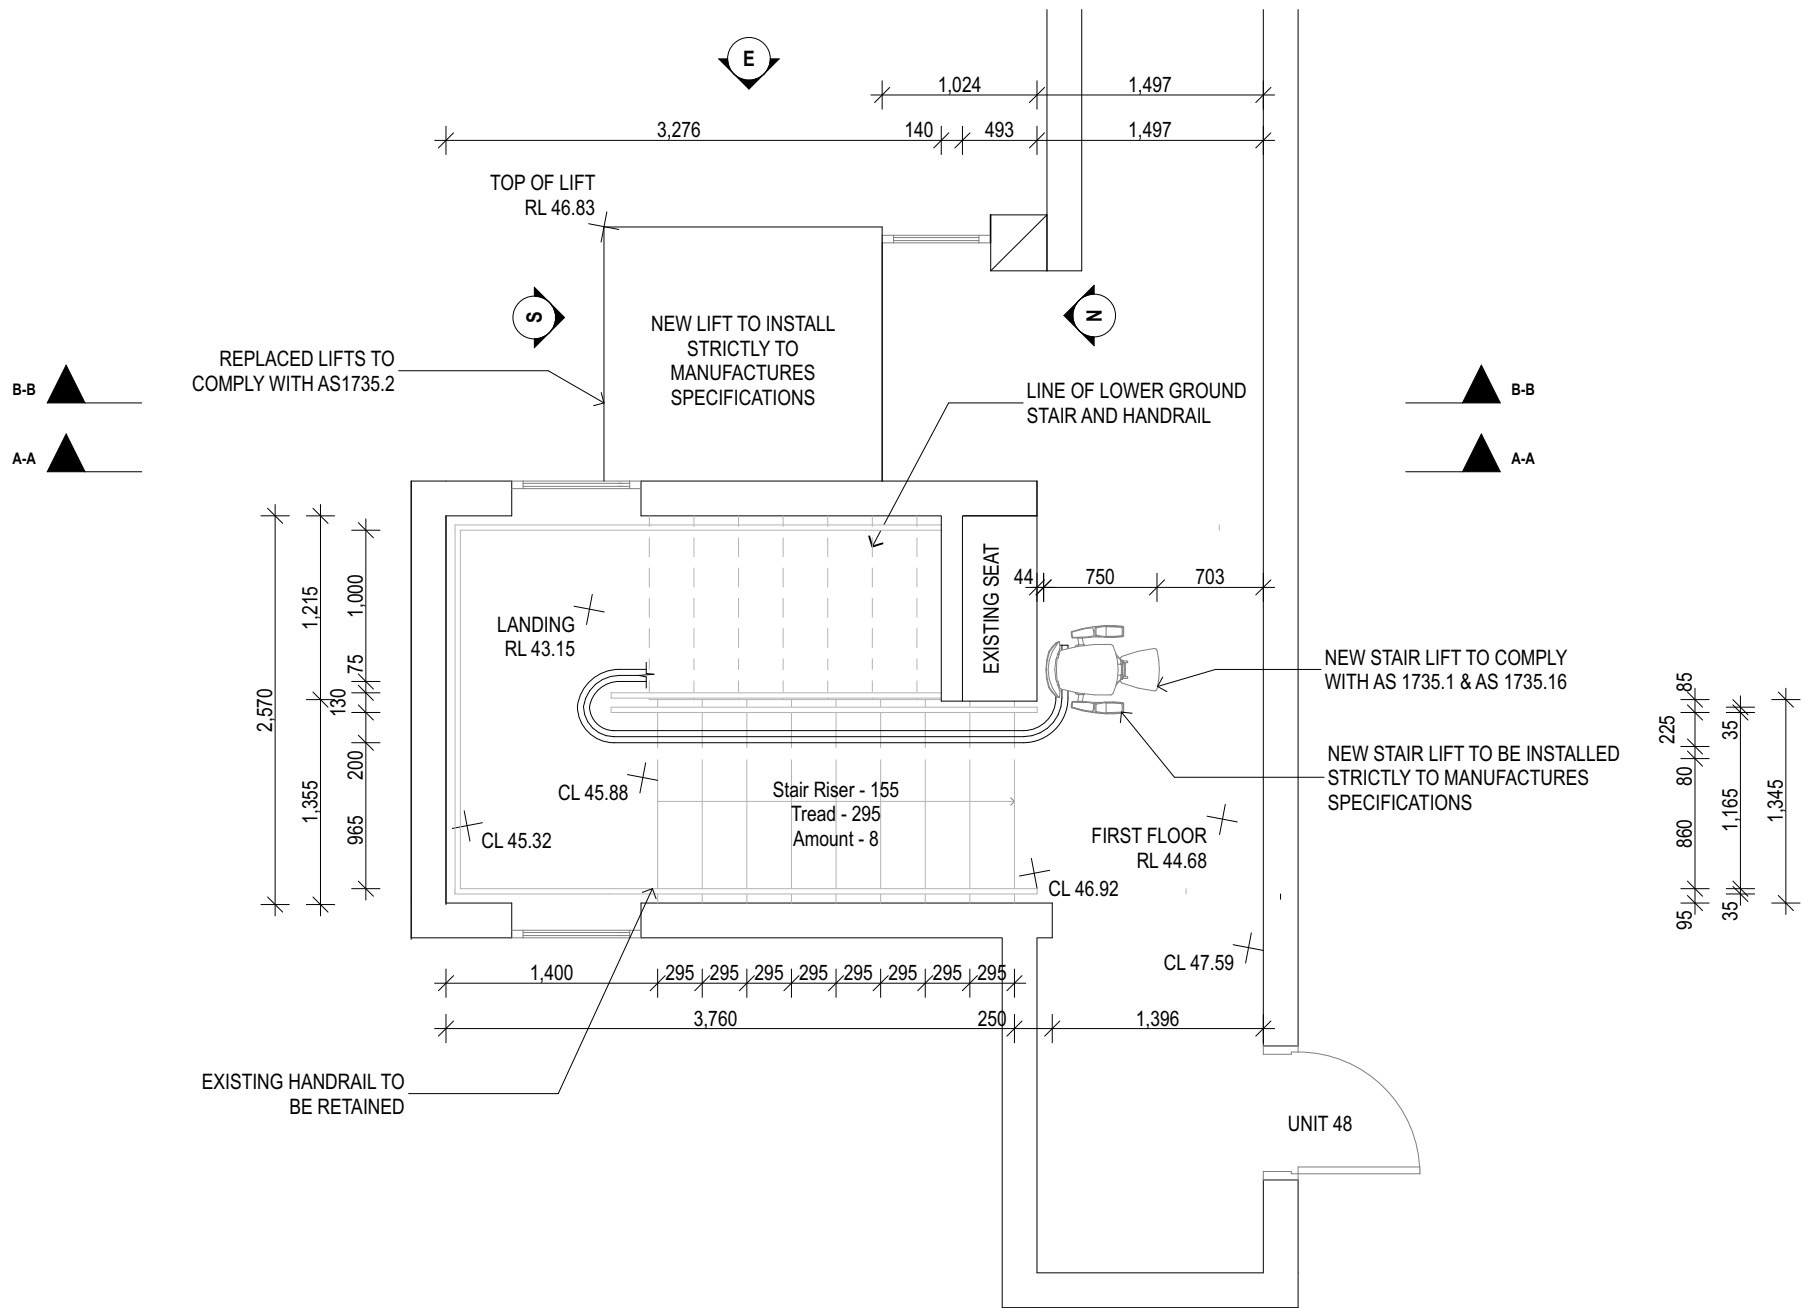 E
1,024
1,497
3,276
140
493
1,497
TOP OF LIFT
RL 46.83
S
N
NEW LIFT TO INSTALL
STRICTLY TO
MANUFACTURES
SPECIFICATIONS
REPLACED LIFTS TO
COMPLY WITH AS1735.2
B-B
B-B
LINE OF LOWER GROUND
STAIR AND HANDRAIL
A-A
A-A
EXISTING SEAT
44
750
703
2,570
1,215
1,355
1,000
75
130
200
965
LANDING
RL 43.15
NEW STAIR LIFT TO COMPLY
WITH AS 1735.1 & AS 1735.16
NEW STAIR LIFT TO BE INSTALLED
STRICTLY TO MANUFACTURES
SPECIFICATIONS
85
225
80
860
95
35
1,165
35
1,345
CL 45.88
Stair Riser - 155
Tread - 295
Amount - 8
CL 45.32
FIRST FLOOR
RL 44.68
CL 46.92
CL 47.59
1,400
295
295
295
295
295
295
295
295
3,760
250
1,396
EXISTING HANDRAIL TO
BE RETAINED
UNIT 48